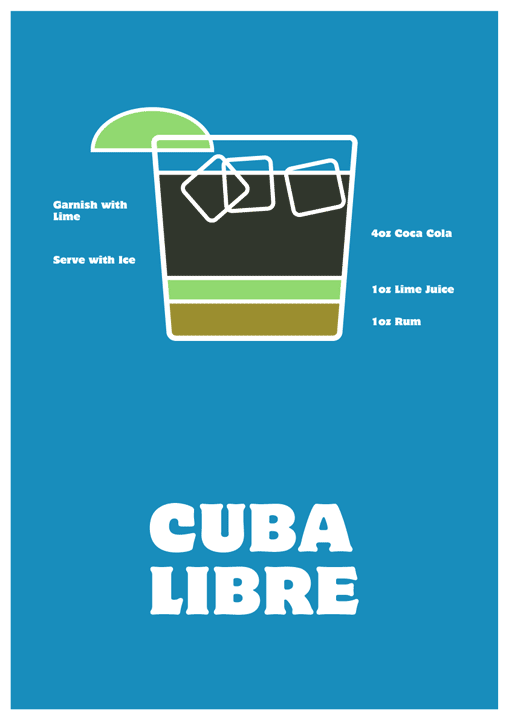 Garnish with
Lime
Serve with Ice
4oz Coca Cola
1oz Lime Juice
1oz Rum
CUBA
LIBRE